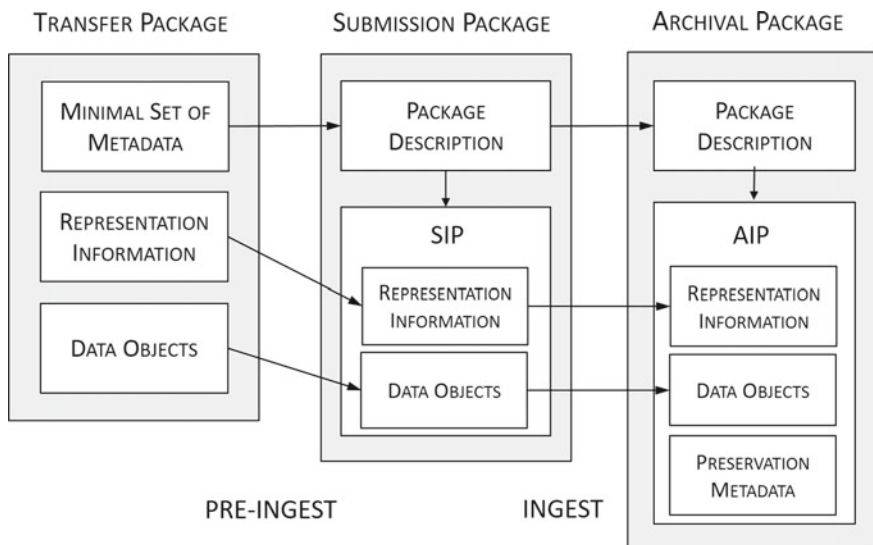 TRANSFER PACKAGE
MINIMAL SET OF
METADATA
REPRESENTATION
INFORMATION
DATA OBJECTS
SUBMISSION PACKAGE
PACKAGE
DESCRIPTION
SIP
REPRESENTATION
INFORMATION
DATA OBJECTS
ARCHIVAL PACKAGE
PACKAGE
DESCRIPTION
AIP
REPRESENTATION
INFORMATION
DATA OBJECTS
PRESERVATION
METADATA
PRE-INGEST
INGEST